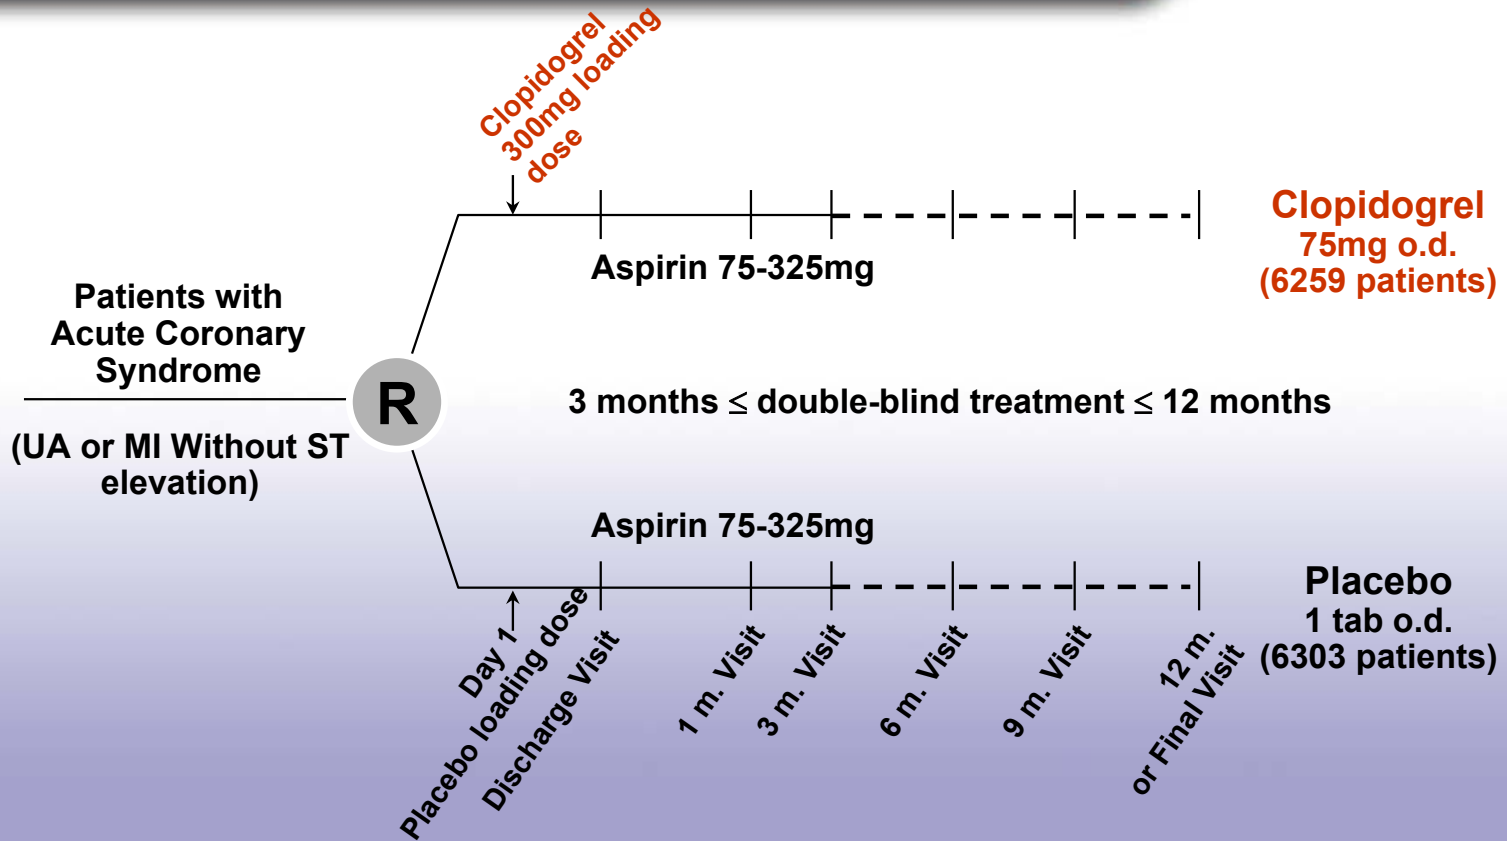 Clopidogrel
300mg loading
dose
Aspirin 75-325mg
Clopidogrel
75mg o.d.
(6259 patients)
Patients with
Acute Coronary
Syndrome
(UA or MI Without ST
elevation)
R
3 months ≤ double-blind treatment ≤ 12 months
Aspirin 75-325mg
Placebo
1 tab o.d.
(6303 patients)
Day 1
Placebo loading dose
Discharge Visit
1 m. Visit
3 m. Visit
6 m. Visit
9 m. Visit
12 m.
or Final Visit